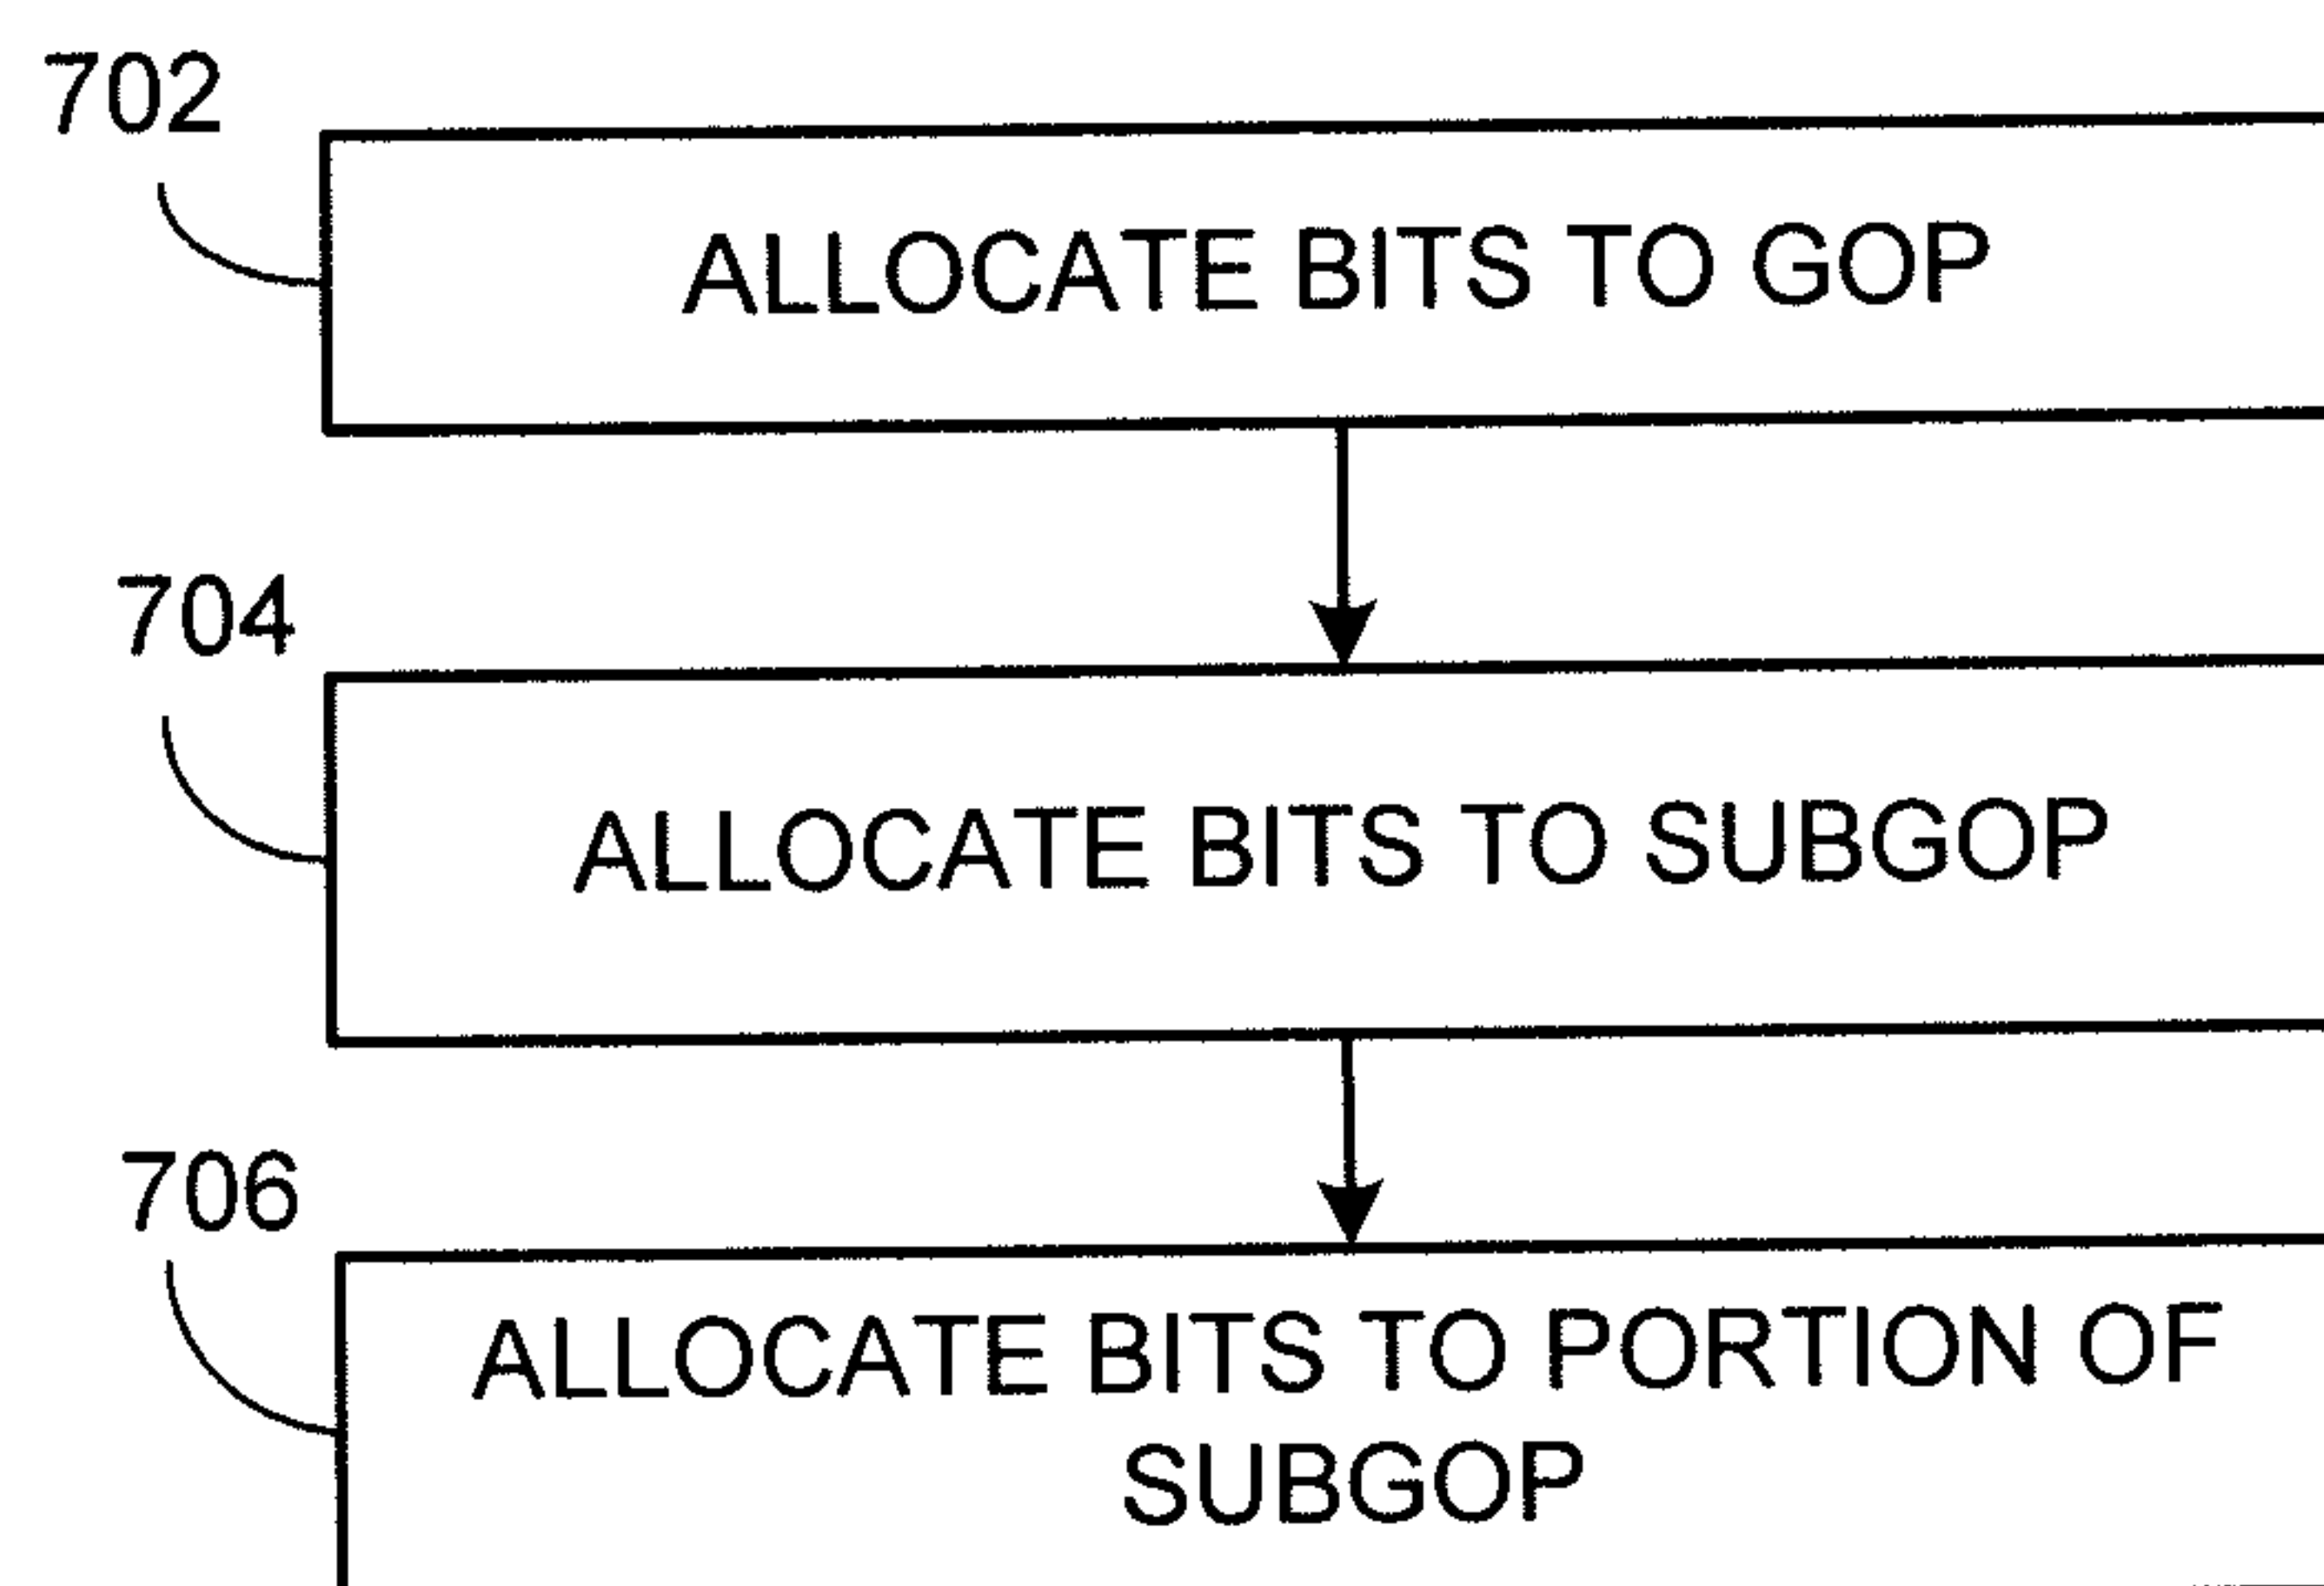 702
ALLOCATE BITS TO GOP
704
ALLOCATE BITS TO SUBGOP
706
ALLOCATE BITS TO PORTION OF
SUBGOP